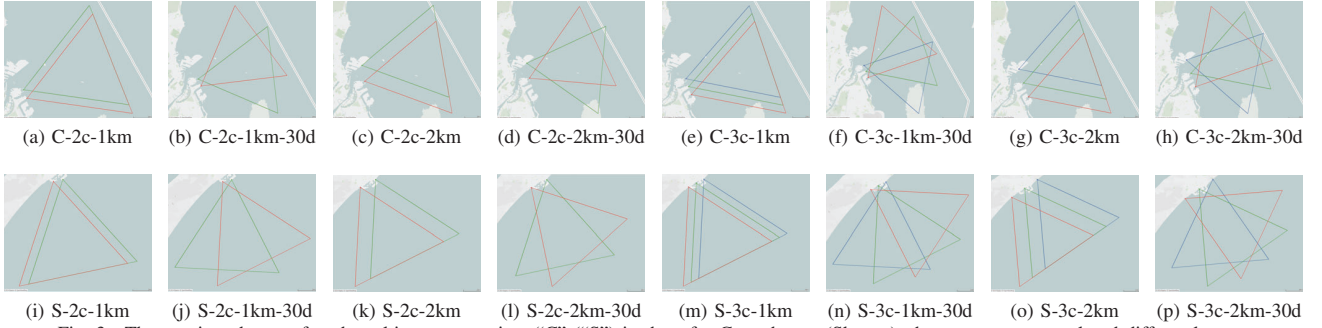 (a) C-2c-1km (b) C-2c-1km-30d (c) C-2c-2km (d) C-2c-2km-30d (e) C-3c-1km (f) C-3c-1km-30d (g) C-3c-2km (h) C-3c-2km-30d
(i) S-2c-1km (j) S-2c-1km-30d (k) S-2c-2km (l) S-2c-2km-30d (m) S-3c-1km (n) S-3c-1km-30d (o) S-3c-2km (p) S-3c-2km-30d